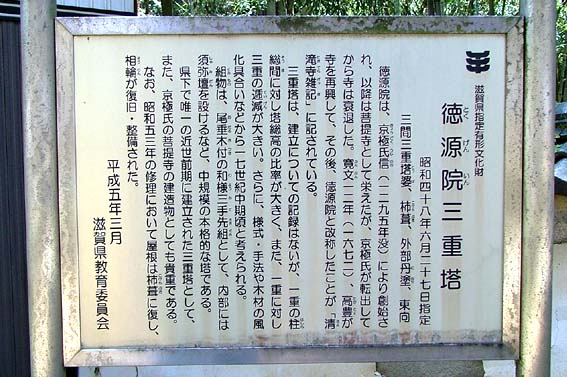 滋賀県指定有形文化財
徳源院三重塔
とくげんいん
昭和四十八年六月二十七日指定
三間三重塔婆、柿葺、外部丹塗、東向
徳源院は、京極氏信(一二九五年没)により創始さ
れ、以降は菩提寺として栄えたが、京極氏が転出して
から寺は衰退した。寛文一二年(一六七二)、高豊が
寺を再興して、その後、徳源院と改称したことが「清
滝寺雑記」に記されている。
三重塔は、建立についての記録はないが、一重の柱
総間に対し塔総高の比率が大きく、また、一重に対し
三重の逓減が大きい。さらに、様式・手法や木材の風
化具合いなどから一七世紀中期頃と考えられる。
組物は、尾垂木付の和様三手先組として、内部には
須弥壇を設けるなど、中規模の本格的な塔である。
県下で唯一の近世前期に建立された三重塔として、
また、京極氏の菩提寺の建造物としても貴重である。
なお、昭和五三年の修理において屋根は柿葺に復し、
相輪が復旧・整備された。
平成五年三月
滋賀県教育委員会